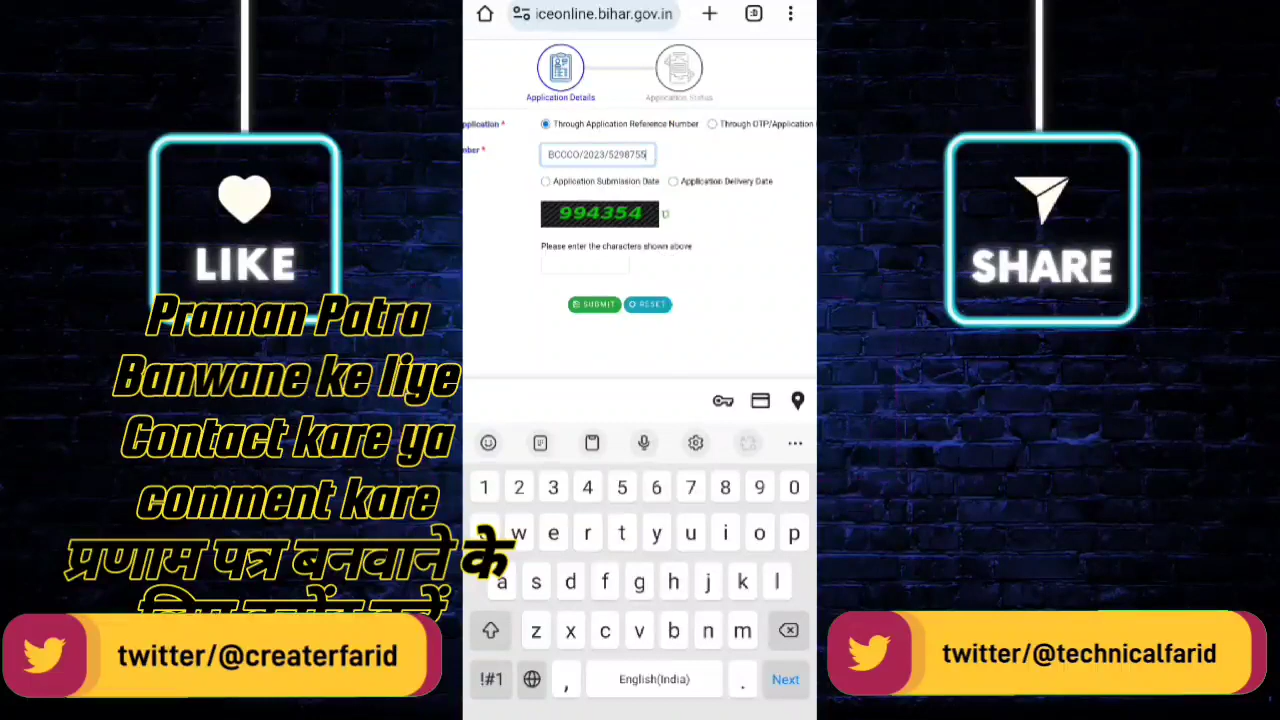 iceonline.bihar.gov.in
Application Details
Application Status
pplication *
Through Application Reference Number
Through OTP/Application
mber *
BCCCO/2023/5298755
Application Submission Date
Application Delivery Date
994354
Please enter the characters shown above
SUBMIT
RESET
LIKE
SHARE
Praman Patra
Banwane ke liye
Contact kare ya
comment kare
प्रणाम पत्र बनवाने के
1 2 3 4 5 6 7 8 9 0
w e r t y u i o p
a s d f g h j k l
z x c v b n m
!#1 , English(India) . Next
twitter/@createrfarid
twitter/@technicalfarid